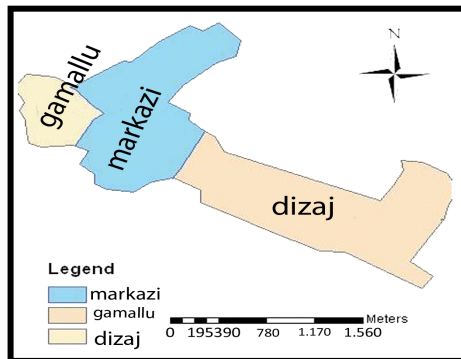 N
gamallu
markazi
dizaj
Legend
markazi
gamallu
dizaj
Meters
0 195390 780 1.170 1.560